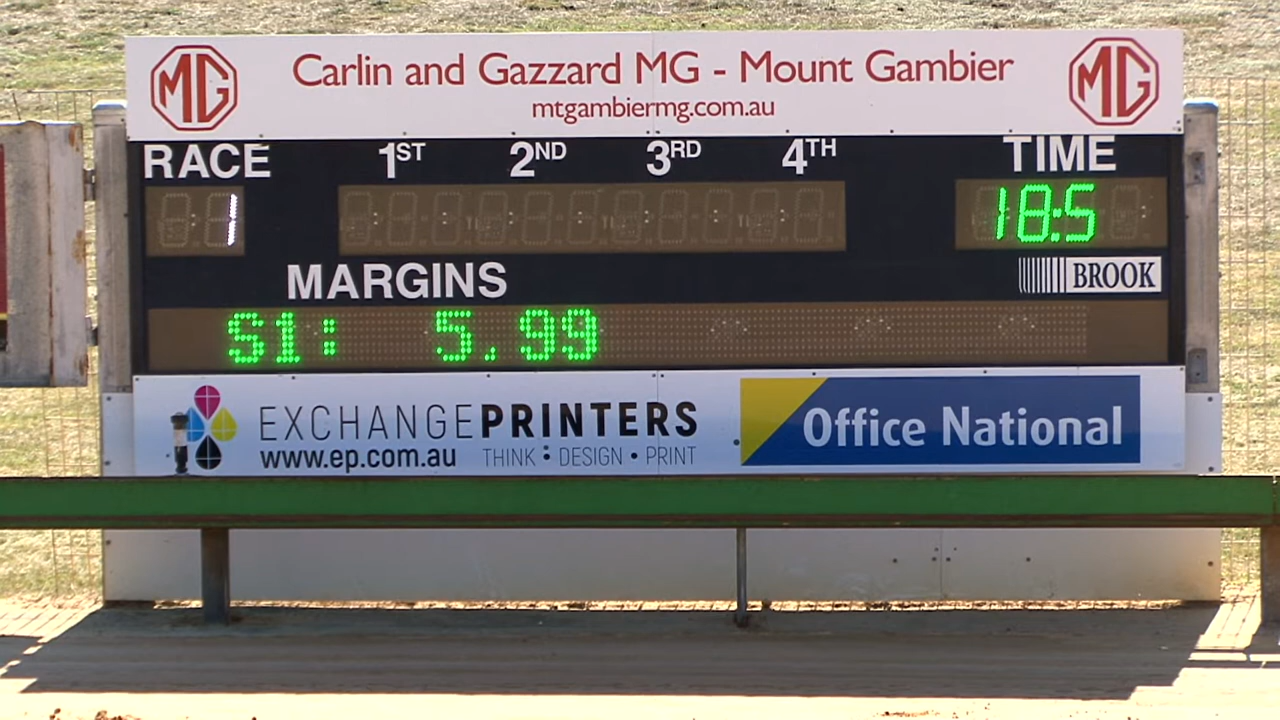 MG Carlin and Gazzard MG - Mount Gambier MG
mtgambiermg.com.au
RACE 1ST 2ND 3RD 4TH TIME
1 18:5
MARGINS BROOK
S1: 5.99
EXCHANGEPRINTERS Office National
www.ep.com.au THINK : DESIGN • PRINT